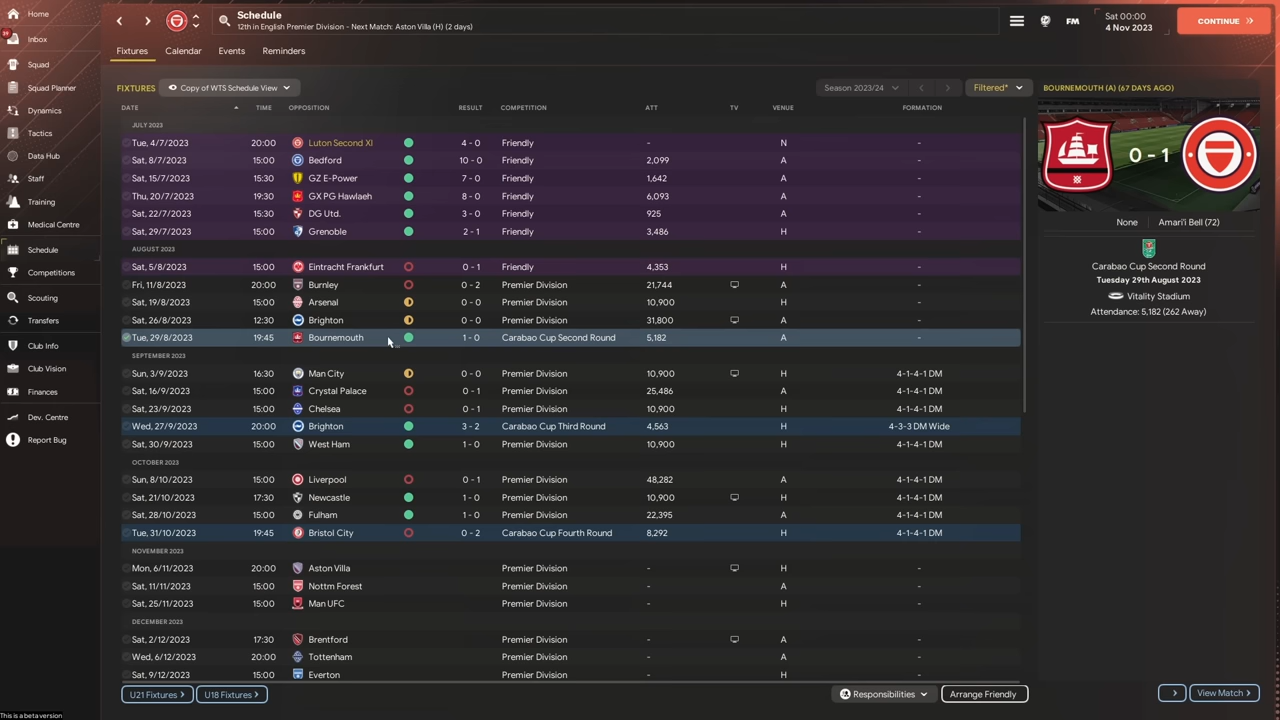 Home
Schedule
12th in English Premier Division - Next Match: Aston Villa (H) (2 days)
FM
Sat 00:00
4 Nov 2023
CONTINUE
Inbox
Squad
Squad Planner
Dynamics
Tactics
Data Hub
Staff
Training
Medical Centre
Schedule
Competitions
Scouting
Transfers
Club Info
Club Vision
Finances
Dev. Centre
Report Bug
This is a beta version
Fixtures Calendar Events Reminders
FIXTURES Copy of WTS Schedule View Season 2023/24 Filtered*
DATE TIME OPPOSITION RESULT COMPETITION ATT TV VENUE FORMATION
JULY 2023
Tue, 4/7/2023 20:00 Luton Second XI 4 - 0 Friendly - N -
Sat, 8/7/2023 15:00 Bedford 10 - 0 Friendly 2,099 A -
Sat, 15/7/2023 15:30 GZ E-Power 7 - 0 Friendly 1,642 A -
Thu, 20/7/2023 19:30 GX PG Hawlaeh 8 - 0 Friendly 6,093 A -
Sat, 22/7/2023 15:30 DG Utd. 3 - 0 Friendly 925 A -
Sat, 29/7/2023 15:00 Grenoble 2 - 1 Friendly 3,486 H -
AUGUST 2023
Sat, 5/8/2023 15:00 Eintracht Frankfurt 0 - 1 Friendly 4,353 H -
Fri, 11/8/2023 20:00 Burnley 0 - 2 Premier Division 21,744 A -
Sat, 19/8/2023 15:00 Arsenal 0 - 0 Premier Division 10,900 H -
Sat, 26/8/2023 12:30 Brighton 0 - 0 Premier Division 31,800 A -
Tue, 29/8/2023 19:45 Bournemouth 1 - 0 Carabao Cup Second Round 5,182 A -
SEPTEMBER 2023
Sun, 3/9/2023 16:30 Man City 0 - 0 Premier Division 10,900 H 4-1-4-1 DM
Sat, 16/9/2023 15:00 Crystal Palace 0 - 1 Premier Division 25,486 A 4-1-4-1 DM
Sat, 23/9/2023 15:00 Chelsea 0 - 1 Premier Division 10,900 H 4-1-4-1 DM
Wed, 27/9/2023 20:00 Brighton 3 - 2 Carabao Cup Third Round 4,563 H 4-3-3 DM Wide
Sat, 30/9/2023 15:00 West Ham 1 - 0 Premier Division 10,900 H 4-1-4-1 DM
OCTOBER 2023
Sun, 8/10/2023 15:00 Liverpool 0 - 1 Premier Division 48,282 A 4-1-4-1 DM
Sat, 21/10/2023 17:30 Newcastle 1 - 0 Premier Division 10,900 H 4-1-4-1 DM
Sat, 28/10/2023 15:00 Fulham 1 - 0 Premier Division 22,395 A 4-1-4-1 DM
Tue, 31/10/2023 19:45 Bristol City 0 - 2 Carabao Cup Fourth Round 8,292 H 4-1-4-1 DM
NOVEMBER 2023
Mon, 6/11/2023 20:00 Aston Villa Premier Division - H -
Sat, 11/11/2023 15:00 Nottm Forest Premier Division - A -
Sat, 25/11/2023 15:00 Man UFC Premier Division - H -
DECEMBER 2023
Sat, 2/12/2023 17:30 Brentford Premier Division - A -
Wed, 6/12/2023 20:00 Tottenham Premier Division - A -
Sat, 9/12/2023 15:00 Everton Premier Division - H -
U21 Fixtures U18 Fixtures Responsibilities Arrange Friendly
BOURNEMOUTH (A) (67 DAYS AGO)
0 - 1
None Amari'i Bell (72)
Carabao Cup Second Round
Tuesday 29th August 2023
Vitality Stadium
Attendance: 5,182 (262 Away)
View Match